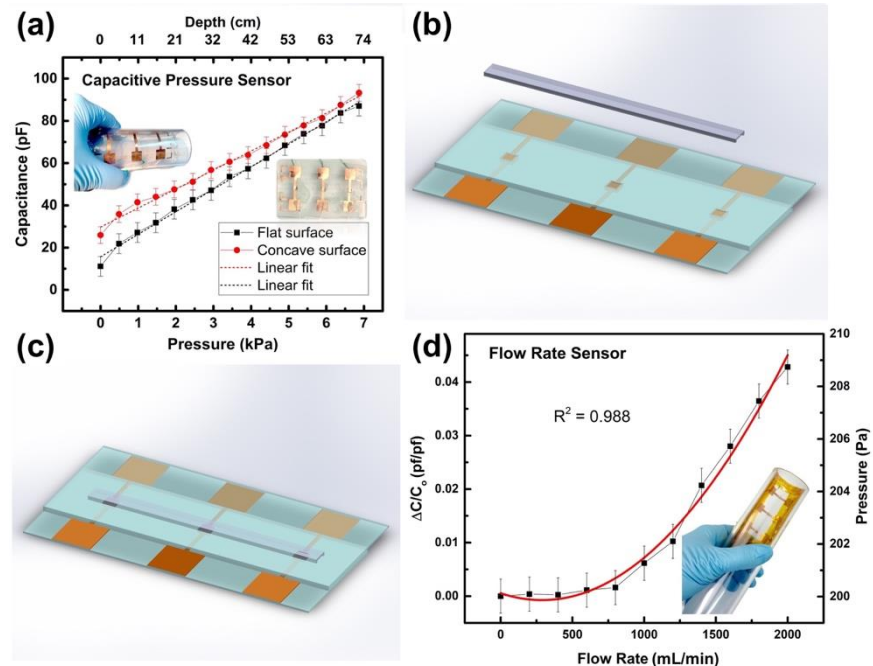 (a)
Depth (cm)
0 11 21 32 42 53 63 74
Capacitive Pressure Sensor
100
80
60
40
20
0
Capacitance (pF)
Flat surface
Concave surface
Linear fit
Linear fit
0 1 2 3 4 5 6 7
Pressure (kPa)
(b)
(c)
(d)
Flow Rate Sensor
R² = 0.988
0.04
0.03
0.02
0.01
0.00
ΔC/Cₒ (pf/pf)
210
208
206
204
202
200
Pressure (Pa)
0 500 1000 1500 2000
Flow Rate (mL/min)